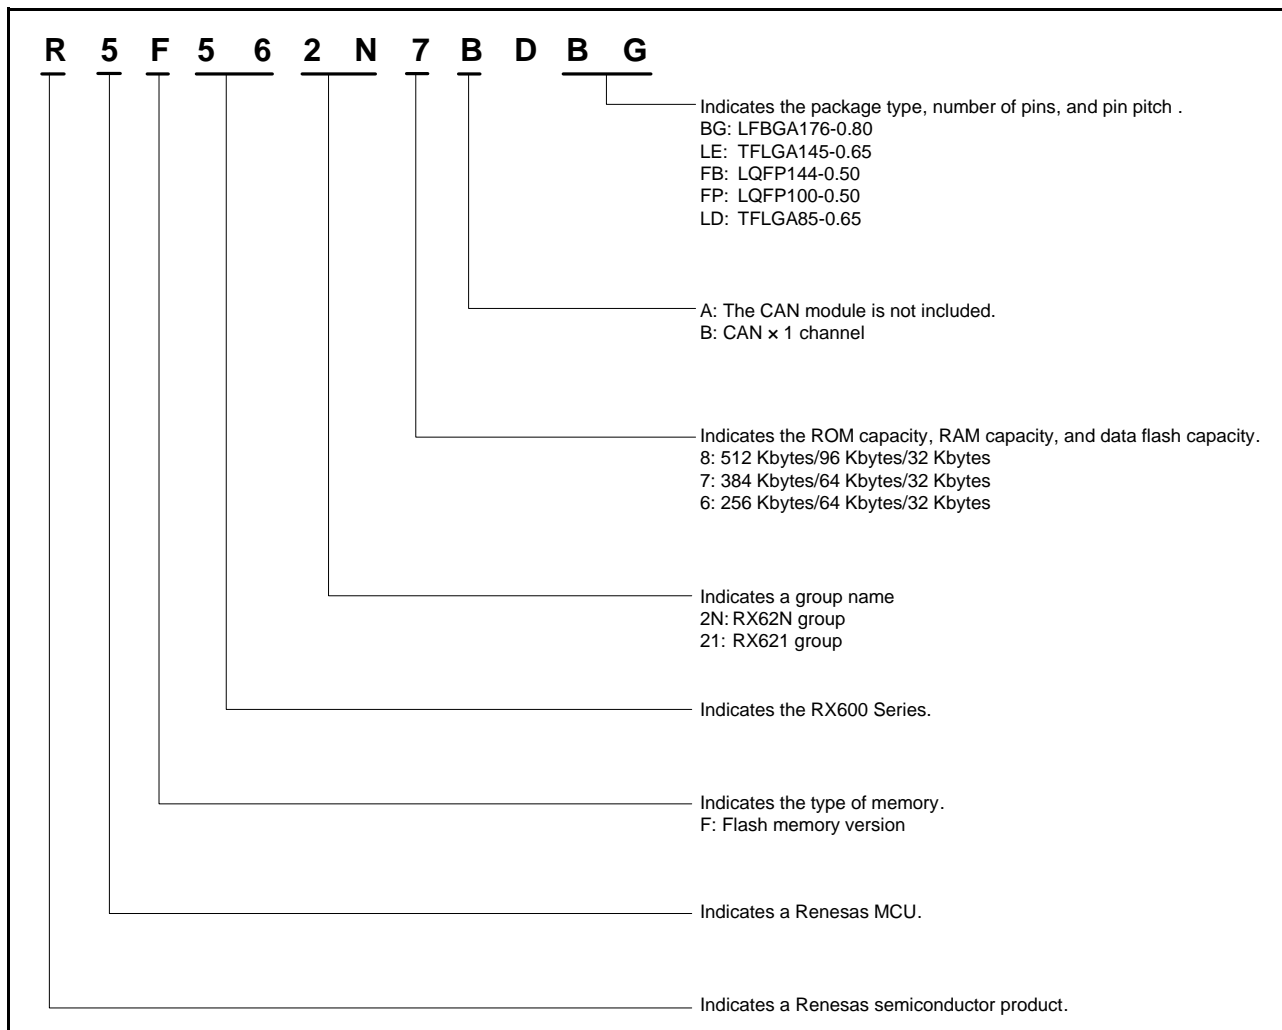 R 5 F 5 6 2 N 7 B D B G
Indicates the package type, number of pins, and pin pitch .
BG: LFBGA176-0.80
LE: TFLGA145-0.65
FB: LQFP144-0.50
FP: LQFP100-0.50
LD: TFLGA85-0.65
A: The CAN module is not included.
B: CAN × 1 channel
Indicates the ROM capacity, RAM capacity, and data flash capacity.
8: 512 Kbytes/96 Kbytes/32 Kbytes
7: 384 Kbytes/64 Kbytes/32 Kbytes
6: 256 Kbytes/64 Kbytes/32 Kbytes
Indicates a group name
2N: RX62N group
21: RX621 group
Indicates the RX600 Series.
Indicates the type of memory.
F: Flash memory version
Indicates a Renesas MCU.
Indicates a Renesas semiconductor product.